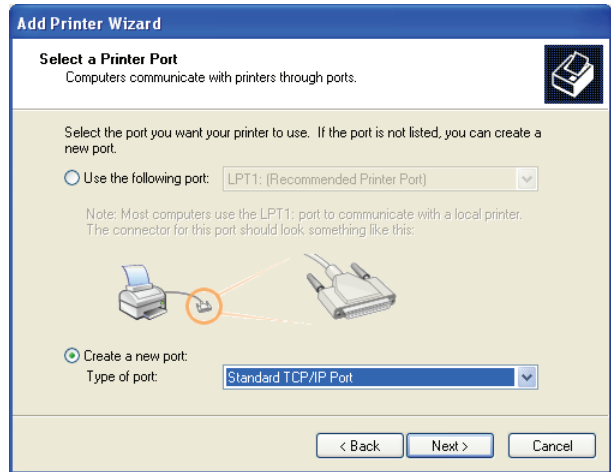 Add Printer Wizard
Select a Printer Port
Computers communicate with printers through ports.
Select the port you want your printer to use.  If the port is not listed, you can create a
new port.
Use the following port:
LPT1: (Recommended Printer Port)
Note: Most computers use the LPT1: port to communicate with a local printer.
The connector for this port should look something like this:
Create a new port:
Type of port:
Standard TCP/IP Port
< Back
Next >
Cancel